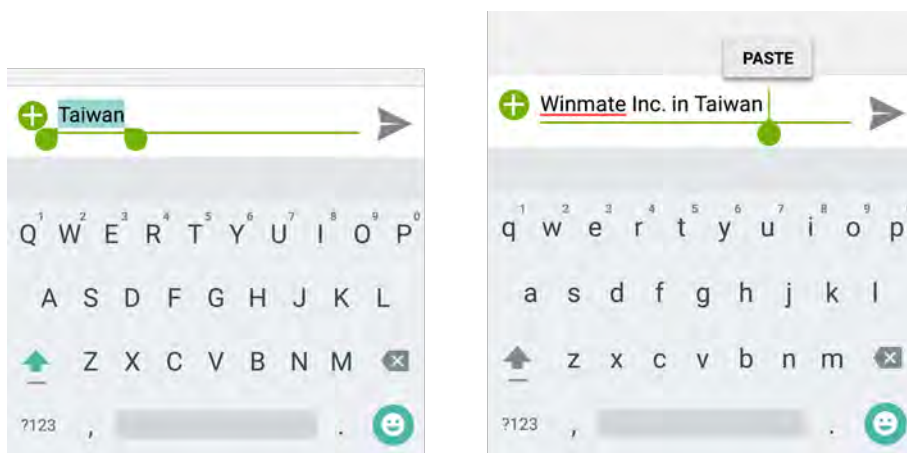 Taiwan
1 2 3 4 5 6 7 8 9 0
Q W E R T Y U I O P
A S D F G H J K L
Z X C V B N M
?123 , .
PASTE
Winmate Inc. in Taiwan
1 2 3 4 5 6 7 8 9
q w e r t y u i o p
a s d f g h j k l
z x c v b n m
?123 , .